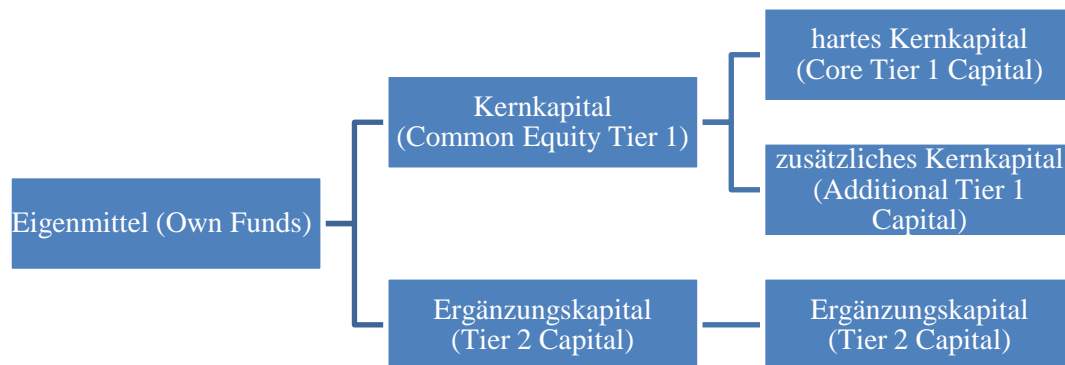 Eigenmittel (Own Funds)
Kernkapital
(Common Equity Tier 1)
hartes Kernkapital
(Core Tier 1 Capital)
zusätzliches Kernkapital
(Additional Tier 1
Capital)
Ergänzungskapital
(Tier 2 Capital)
Ergänzungskapital
(Tier 2 Capital)